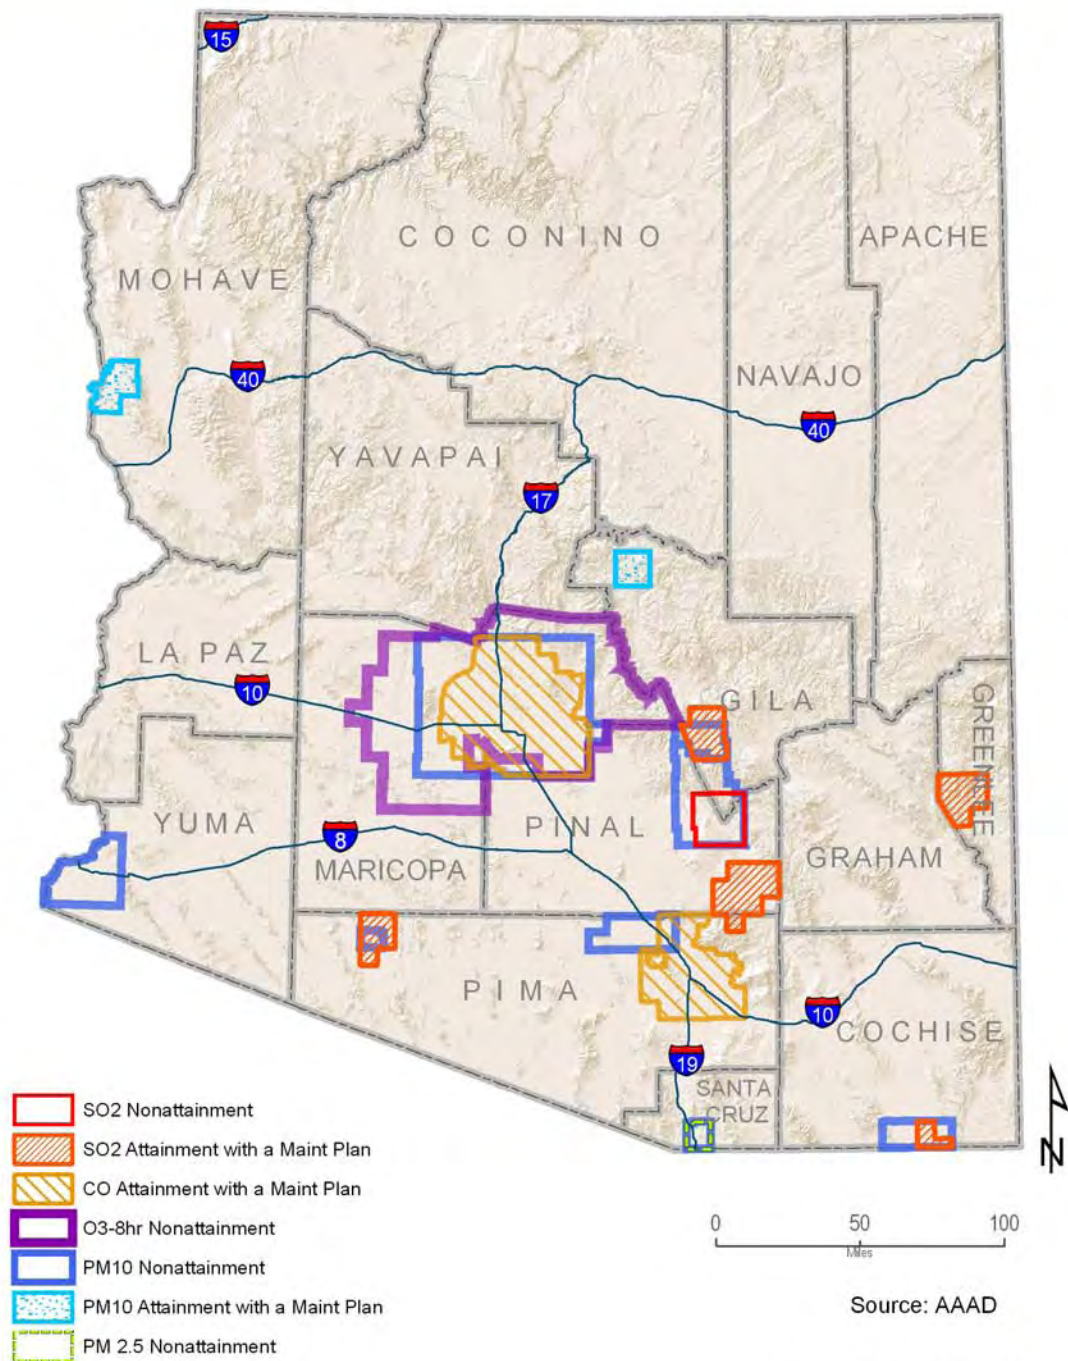 15
COCONINO
APACHE
MOHAVE
40
NAVAJO
40
YAVAPAI
17
LA PAZ
10
GILA
GREENLEE
YUMA
8
PINAL
MARICOPA
GRAHAM
PIMA
10
COCHISE
19
SANTA
CRUZ
SO2 Nonattainment
SO2 Attainment with a Maint Plan
CO Attainment with a Maint Plan
O3-8hr Nonattainment
PM10 Nonattainment
PM10 Attainment with a Maint Plan
PM 2.5 Nonattainment
N
0 50 100
Miles
Source: AAAD